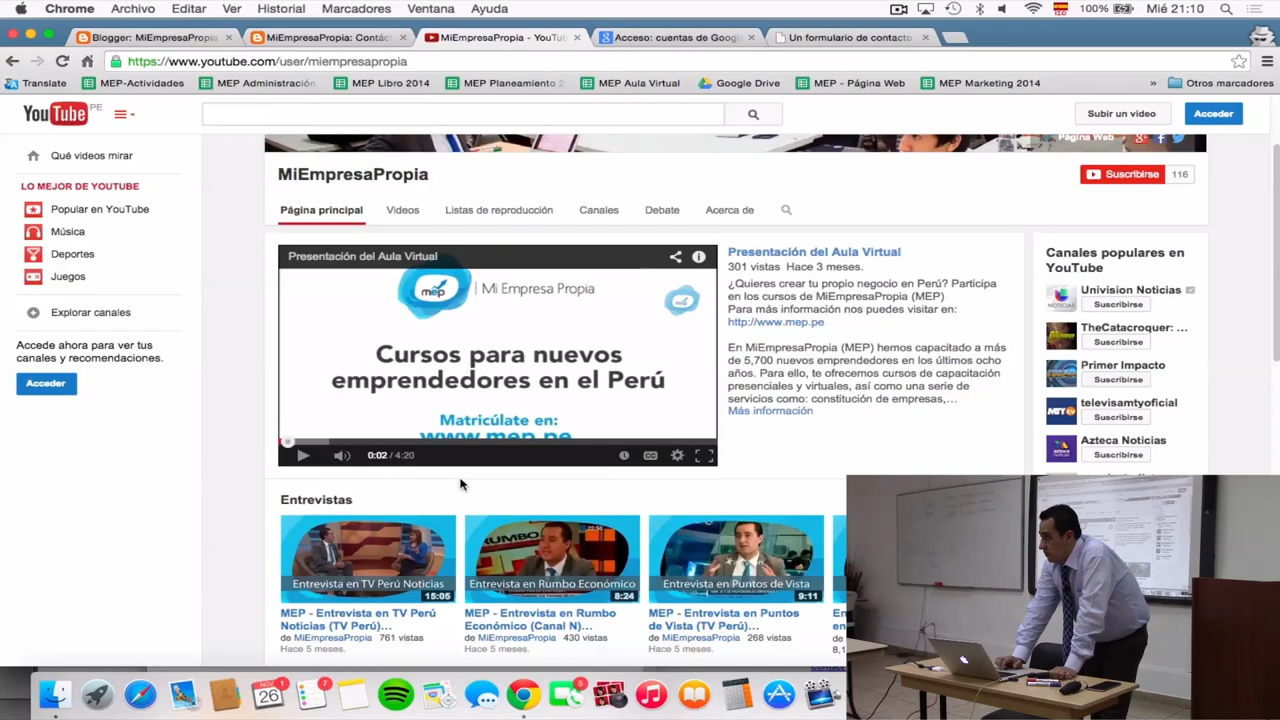 Chrome Archivo Editar Ver Historial Marcadores Ventana Ayuda 100% Mié 21:10
Blogger: MiEmpresaPropia MiEmpresaPropia: Contác MiEmpresaPropia - YouTu Acceso: cuentas de Googl Un formulario de contacto
https://www.youtube.com/user/miempresapropia
Translate MEP-Actividades MEP Administración MEP Libro 2014 MEP Planeamiento 2 MEP Aula Virtual Google Drive MEP - Página Web MEP Marketing 2014 » Otros marcadores
YouTube PE Subir un video Acceder
Página Web
Qué videos mirar
LO MEJOR DE YOUTUBE
Popular en YouTube
Música
Deportes
Juegos
Explorar canales
Accede ahora para ver tus
canales y recomendaciones.
Acceder
MiEmpresaPropia
Suscribirse 116
Página principal Videos Listas de reproducción Canales Debate Acerca de
Presentación del Aula Virtual
mep | Mi Empresa Propia
Cursos para nuevos
emprendedores en el Perú
Matricúlate en:
www.mep.pe
0:02 / 4:20
Presentación del Aula Virtual
301 vistas Hace 3 meses.
¿Quieres crear tu propio negocio en Perú? Participa
en los cursos de MiEmpresaPropia (MEP)
Para más información nos puedes visitar en:
http://www.mep.pe
En MiEmpresaPropia (MEP) hemos capacitado a más
de 5,700 nuevos emprendedores en los últimos ocho
años. Para ello, te ofrecemos cursos de capacitación
presenciales y virtuales, así como una serie de
servicios como: constitución de empresas,...
Más información
Canales populares en
YouTube
Univision Noticias
Suscribirse
TheCatacroquer: ...
Suscribirse
Primer Impacto
Suscribirse
televisamtyoficial
Suscribirse
Azteca Noticias
Suscribirse
Entrevistas
Entrevista en TV Perú Noticias
15:05
MEP - Entrevista en TV Perú
Noticias (TV Perú)...
de MiEmpresaPropia 761 vistas
Hace 5 meses.
RUMBO
Entrevista en Rumbo Económico
8:24
MEP - Entrevista en Rumbo
Económico (Canal N)...
de MiEmpresaPropia 430 vistas
Hace 5 meses.
Entrevista en Puntos de Vista
9:11
MEP - Entrevista en Puntos
de Vista (TV Perú)...
de MiEmpresaPropia 268 vistas
Hace 5 meses.
NOV
26
1
7
5